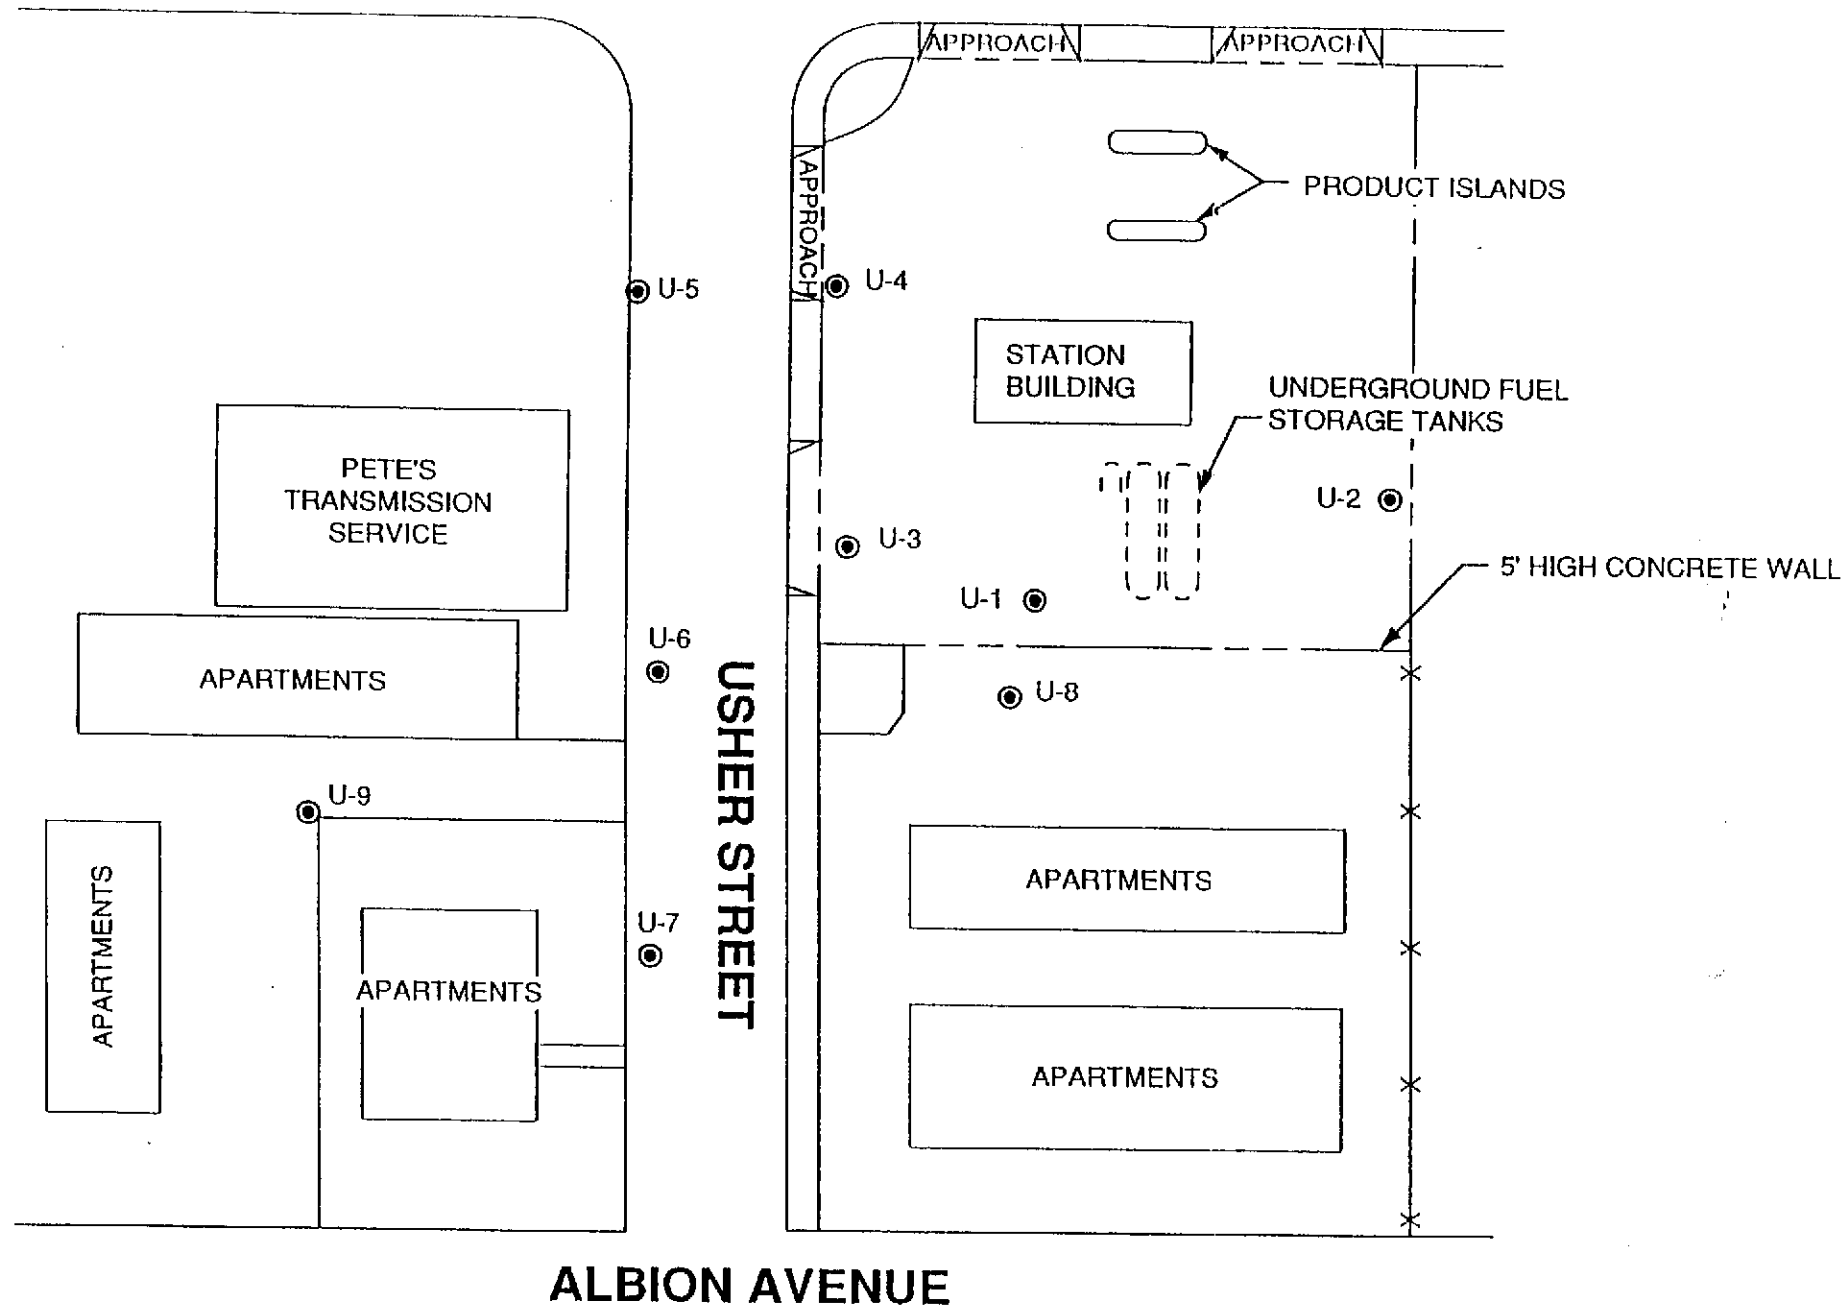 APPROACH
APPROACH
APPROACH
PRODUCT ISLANDS
U-5
U-4
STATION
BUILDING
UNDERGROUND FUEL
STORAGE TANKS
PETE'S
TRANSMISSION
SERVICE
U-2
U-3
5' HIGH CONCRETE WALL
U-1
U-6
APARTMENTS
U-8
USHER STREET
U-9
APARTMENTS
APARTMENTS
U-7
APARTMENTS
APARTMENTS
ALBION AVENUE